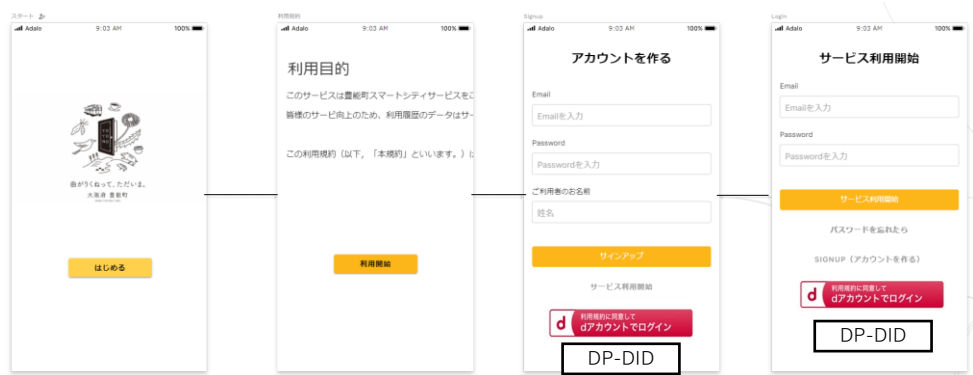 スタート
Adalo 9:03 AM 100%
曲がりくねって、ただいま。
大阪府 豊能町
はじめる
利用規約
Adalo 9:03 AM 100%
利用目的
このサービスは豊能町スマートシティサービスをご
皆様のサービ向上のため、利用履歴のデータはサー
この利用規約（以下，「本規約」といいます。）は
利用開始
Signup
Adalo 9:03 AM 100%
アカウントを作る
Email
Emailを入力
Password
Passwordを入力
ご利用者のお名前
姓名
サインアップ
サービス利用開始
d 利用規約に同意して
dアカウントでログイン
DP-DID
Login
Adalo 9:03 AM 100%
サービス利用開始
Email
Emailを入力
Password
Passwordを入力
サービス利用開始
パスワードを忘れたら
SIGNUP（アカウントを作る）
d 利用規約に同意して
dアカウントでログイン
DP-DID